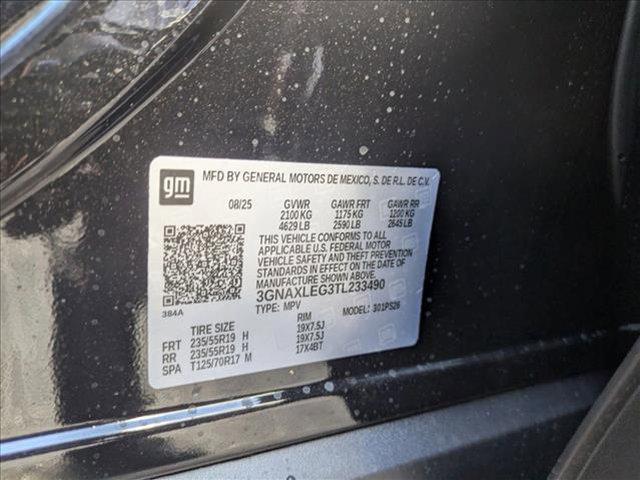 gm MFD BY GENERAL MOTORS DE MEXICO, S. DE R.L. DE C.V.
08/25 GVWR GAWR FRT GAWR RR
2100 KG 1175 KG 1200 KG
4629 LB 2590 LB 2645 LB
THIS VEHICLE CONFORMS TO ALL
APPLICABLE U.S. FEDERAL MOTOR
VEHICLE SAFETY AND THEFT PREVENTION
STANDARDS IN EFFECT ON THE DATE OF
MANUFACTURE SHOWN ABOVE.
3GNAXLEG3TL233490
384A TYPE: MPV MODEL: 301PS26
TIRE SIZE RIM
FRT 235/55R19 H 19X7.5J
RR 235/55R19 H 19X7.5J
SPA T125/70R17 M 17X4BT